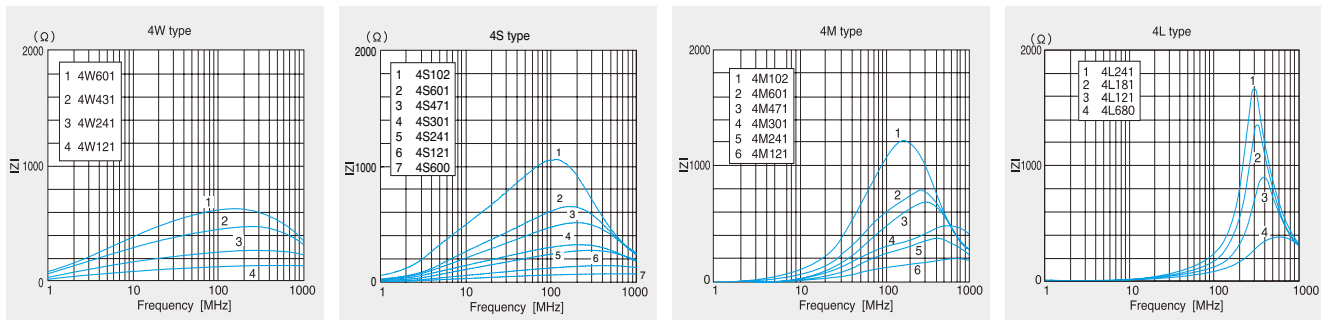 4W type
(Ω)
2000
1 4W601
2 4W431
3 4W241
4 4W121
|Z|
1000
1
2
3
4
0
1 10 100 1000
Frequency [MHz]
4S type
(Ω)
2000
1 4S102
2 4S601
3 4S471
4 4S301
5 4S241
6 4S121
7 4S600
|Z|
1000
1
2
3
4
5
6
7
0
1 10 100 1000
Frequency [MHz]
4M type
(Ω)
2000
1 4M102
2 4M601
3 4M471
4 4M301
5 4M241
6 4M121
|Z|
1000
1
2
3
4
5
6
0
1 10 100 1000
Frequency [MHz]
4L type
(Ω)
2000
1 4L241
2 4L181
3 4L121
4 4L680
|Z|
1000
1
2
3
4
0
1 10 100 1000
Frequency [MHz]